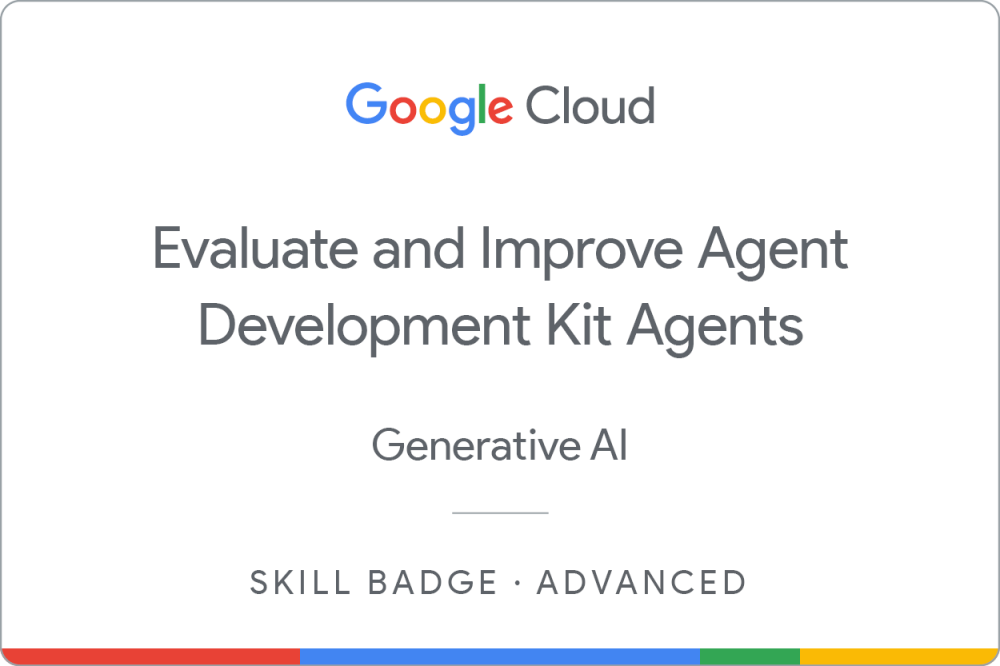 Google Cloud
Evaluate and Improve Agent
Development Kit Agents
Generative AI
SKILL BADGE · ADVANCED